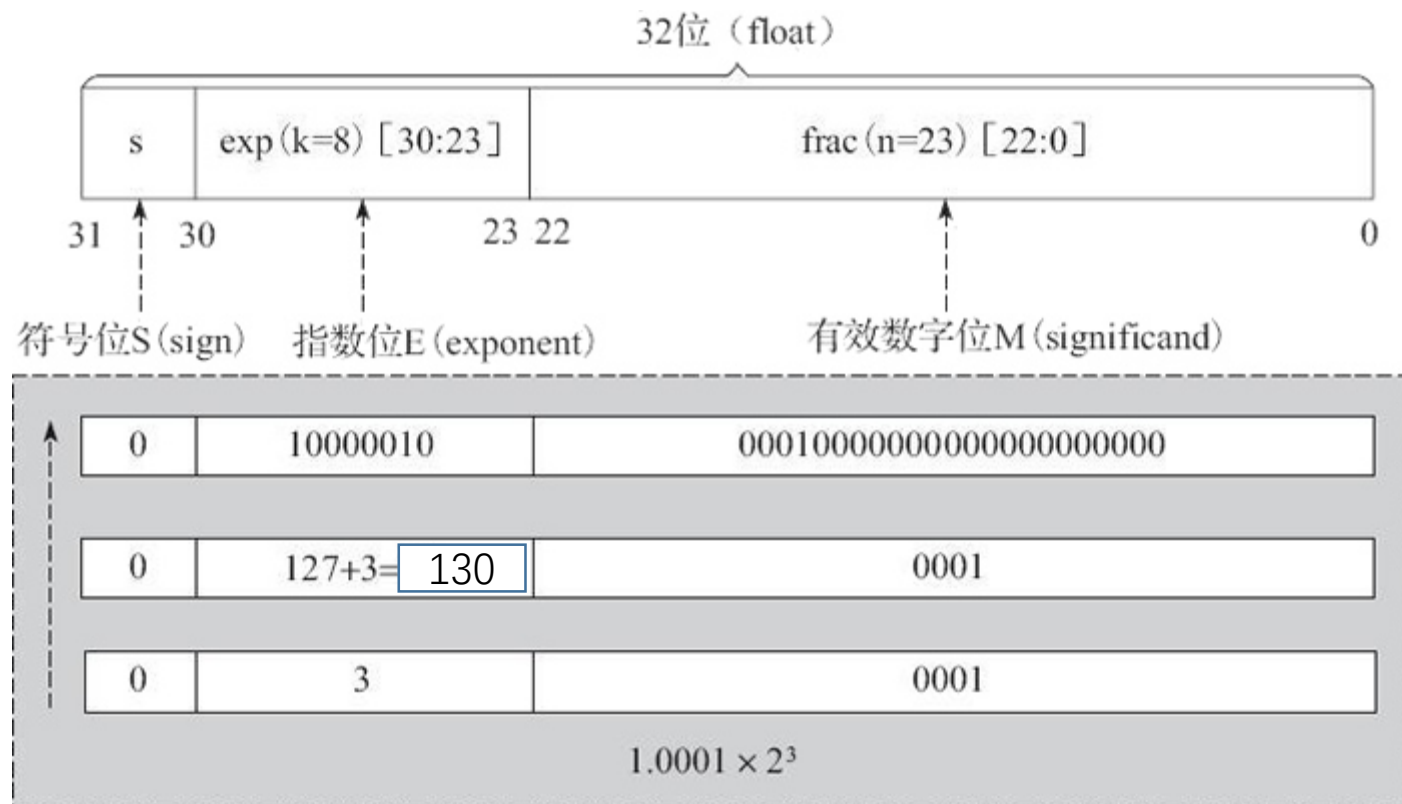 32位（float）
s exp(k=8)[30:23] frac(n=23)[22:0]
31 30 23 22 0
符号位S(sign) 指数位E(exponent) 有效数字位M(significand)
0 10000010 00010000000000000000000
0 127+3= 130 0001
0 3 0001
1.0001 × 2³